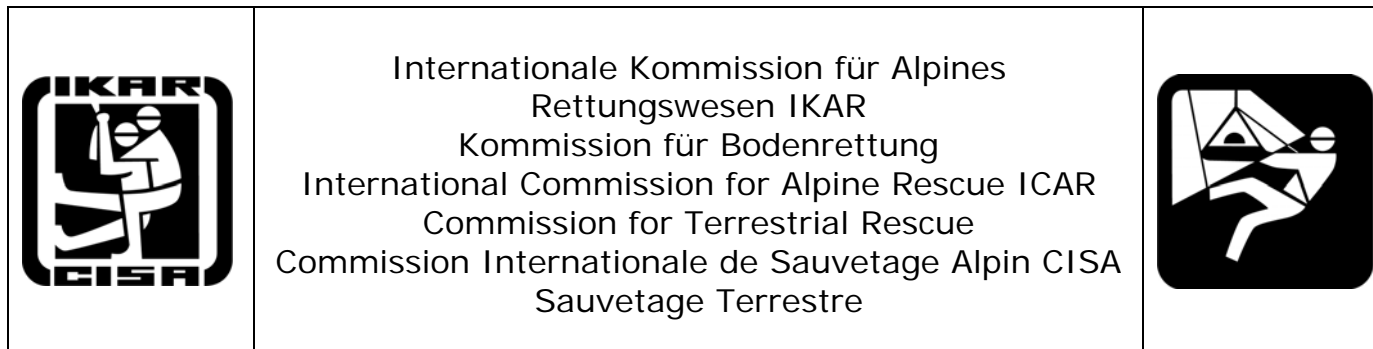 IKAR
CISA
Internationale Kommission für Alpines
Rettungswesen IKAR
Kommission für Bodenrettung
International Commission for Alpine Rescue ICAR
Commission for Terrestrial Rescue
Commission Internationale de Sauvetage Alpin CISA
Sauvetage Terrestre